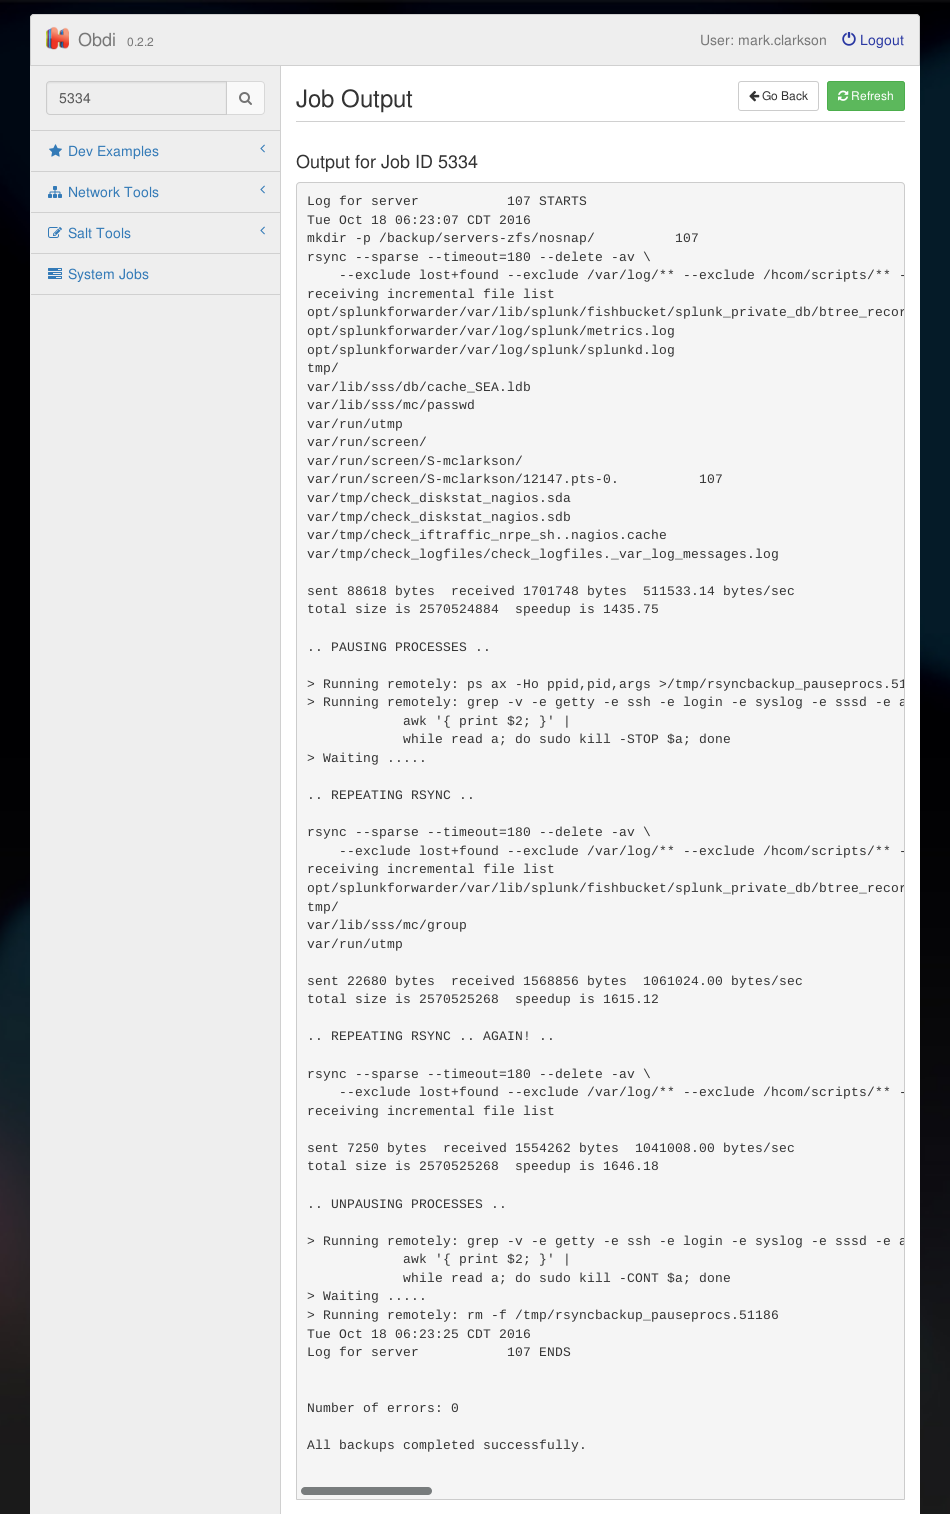 Obdi 0.2.2
User: mark.clarkson Logout
5334
Dev Examples
Network Tools
Salt Tools
System Jobs
Job Output
Go Back
Refresh
Output for Job ID 5334
Log for server 107 STARTS
Tue Oct 18 06:23:07 CDT 2016
mkdir -p /backup/servers-zfs/nosnap/ 107
rsync --sparse --timeout=180 --delete -av \
--exclude lost+found --exclude /var/log/** --exclude /hcom/scripts/** -
receiving incremental file list
opt/splunkforwarder/var/lib/splunk/fishbucket/splunk_private_db/btree_recor
opt/splunkforwarder/var/log/splunk/metrics.log
opt/splunkforwarder/var/log/splunk/splunkd.log
tmp/
var/lib/sss/db/cache_SEA.ldb
var/lib/sss/mc/passwd
var/run/utmp
var/run/screen/
var/run/screen/S-mclarkson/
var/run/screen/S-mclarkson/12147.pts-0. 107
var/tmp/check_diskstat_nagios.sda
var/tmp/check_diskstat_nagios.sdb
var/tmp/check_iftraffic_nrpe_sh..nagios.cache
var/tmp/check_logfiles/check_logfiles._var_log_messages.log
sent 88618 bytes  received 1701748 bytes  511533.14 bytes/sec
total size is 2570524884  speedup is 1435.75
.. PAUSING PROCESSES ..
> Running remotely: ps ax -Ho ppid,pid,args >/tmp/rsyncbackup_pauseprocs.51
> Running remotely: grep -v -e getty -e ssh -e login -e syslog -e sssd -e a
awk '{ print $2; }' |
while read a; do sudo kill -STOP $a; done
> Waiting .....
.. REPEATING RSYNC ..
rsync --sparse --timeout=180 --delete -av \
--exclude lost+found --exclude /var/log/** --exclude /hcom/scripts/** -
receiving incremental file list
opt/splunkforwarder/var/lib/splunk/fishbucket/splunk_private_db/btree_recor
tmp/
var/lib/sss/mc/group
var/run/utmp
sent 22680 bytes  received 1568856 bytes  1061024.00 bytes/sec
total size is 2570525268  speedup is 1615.12
.. REPEATING RSYNC .. AGAIN! ..
rsync --sparse --timeout=180 --delete -av \
--exclude lost+found --exclude /var/log/** --exclude /hcom/scripts/** -
receiving incremental file list
sent 7250 bytes  received 1554262 bytes  1041008.00 bytes/sec
total size is 2570525268  speedup is 1646.18
.. UNPAUSING PROCESSES ..
> Running remotely: grep -v -e getty -e ssh -e login -e syslog -e sssd -e a
awk '{ print $2; }' |
while read a; do sudo kill -CONT $a; done
> Waiting .....
> Running remotely: rm -f /tmp/rsyncbackup_pauseprocs.51186
Tue Oct 18 06:23:25 CDT 2016
Log for server 107 ENDS
Number of errors: 0
All backups completed successfully.